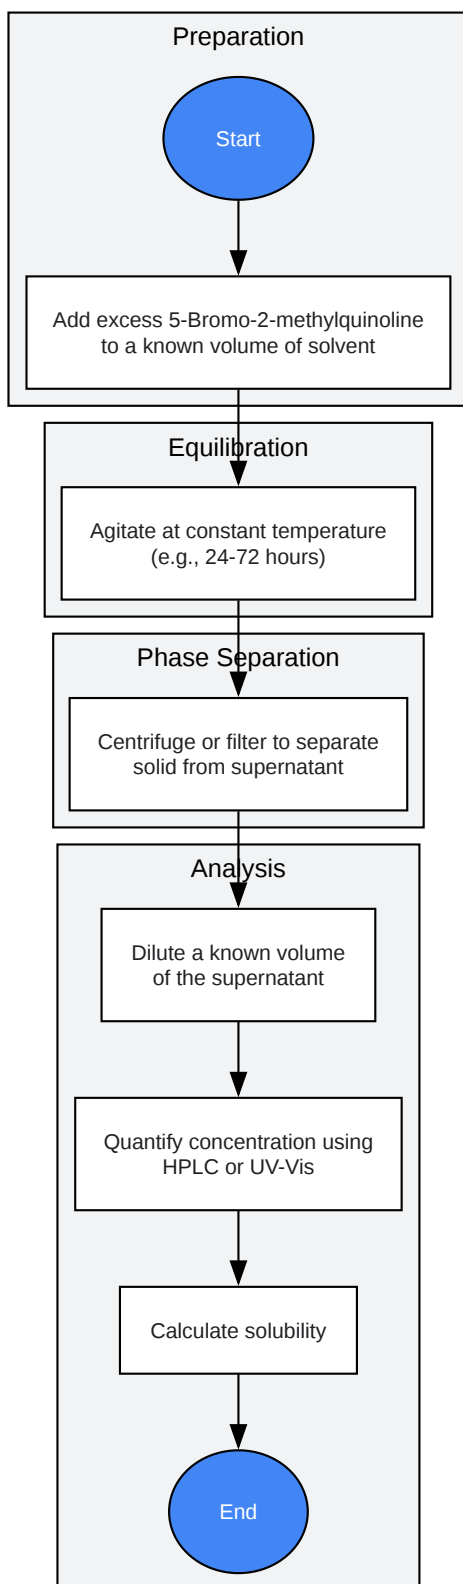 Preparation
Start
Add excess 5-Bromo-2-methylquinoline
to a known volume of solvent
Equilibration
Agitate at constant temperature
(e.g., 24-72 hours)
Phase Separation
Centrifuge or filter to separate
solid from supernatant
Analysis
Dilute a known volume
of the supernatant
Quantify concentration using
HPLC or UV-Vis
Calculate solubility
End